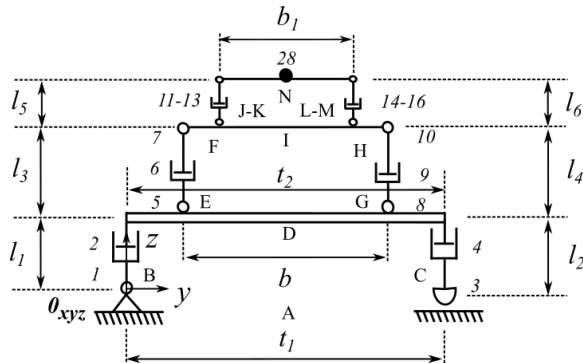 b₁
28
l₅
11-13
J-K
N
L-M
14-16
l₆
7
F
I
H
10
l₃
6
t₂
9
l₄
5
E
G
8
l₁
2
z
D
4
l₂
1
B
y
b
C
3
0xyz
A
t₁